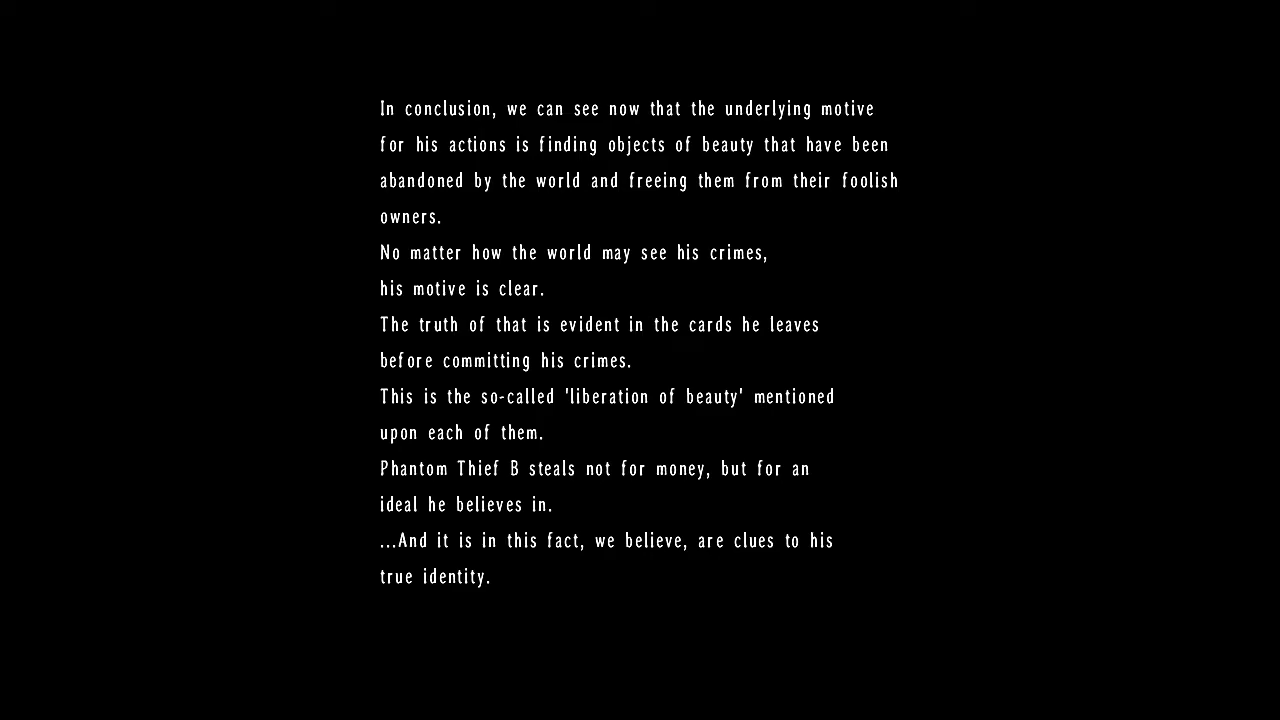 In conclusion, we can see now that the underlying motive
for his actions is finding objects of beauty that have been
abandoned by the world and freeing them from their foolish
owners.
No matter how the world may see his crimes,
his motive is clear.
The truth of that is evident in the cards he leaves
before committing his crimes.
This is the so-called 'liberation of beauty' mentioned
upon each of them.
Phantom Thief B steals not for money, but for an
ideal he believes in.
...And it is in this fact, we believe, are clues to his
true identity.